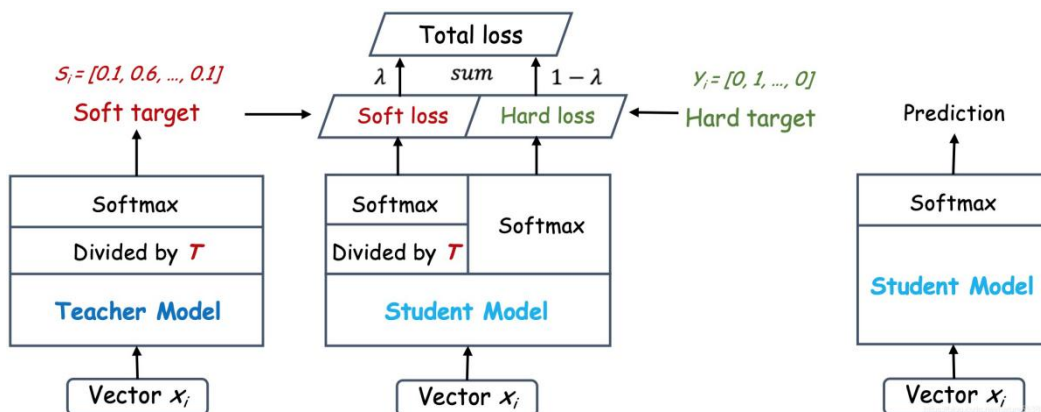 Total loss
λ sum 1 − λ
S_i = [0.1, 0.6, ..., 0.1]
Y_i = [0, 1, ..., 0]
Soft target
Soft loss
Hard loss
Hard target
Prediction
Softmax
Divided by T
Teacher Model
Vector x_i
Softmax
Divided by T
Softmax
Student Model
Vector x_i
Softmax
Student Model
Vector x_i